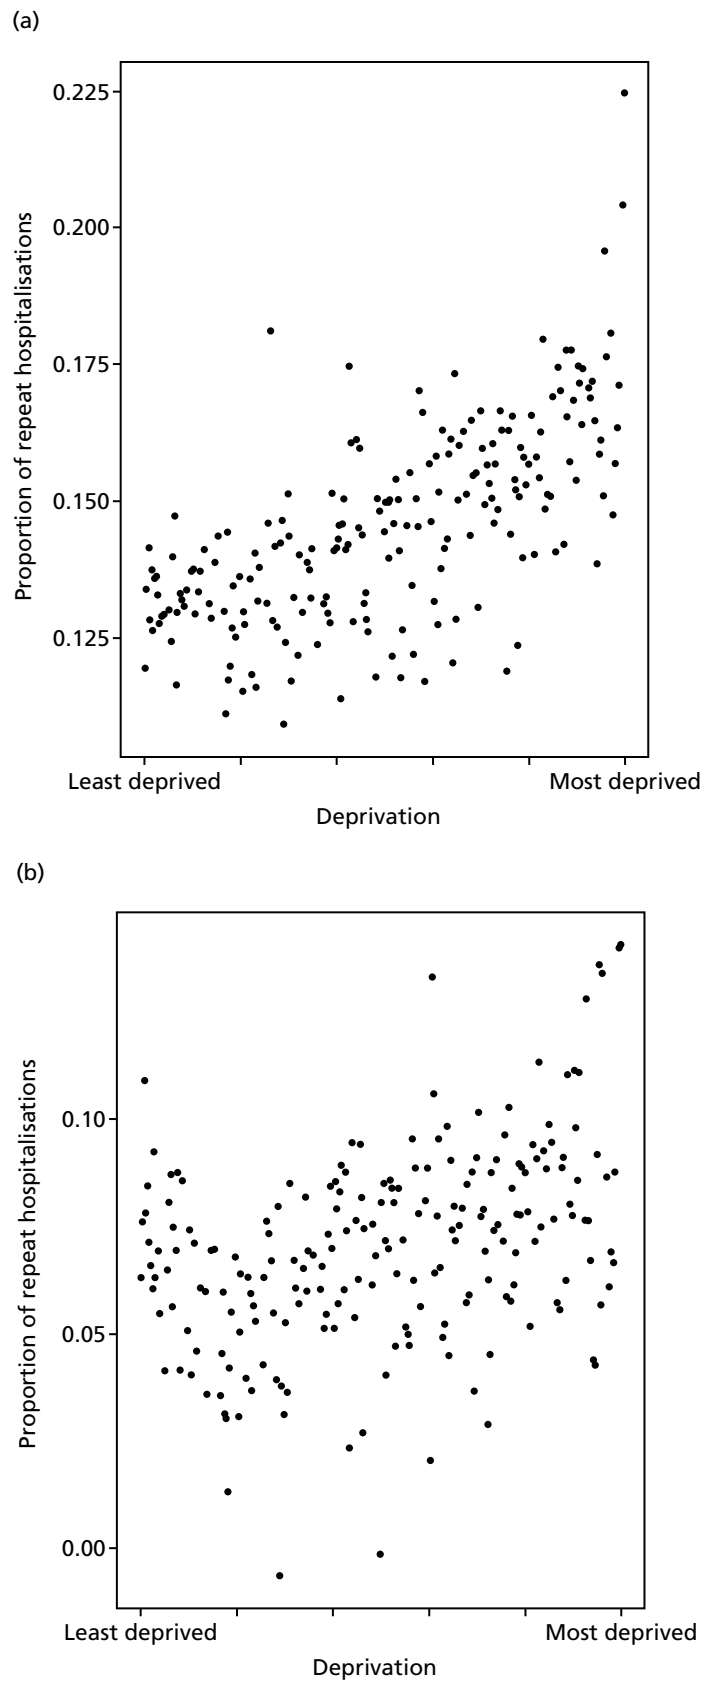 (a)
Proportion of repeat hospitalisations
0.225
0.200
0.175
0.150
0.125
Least deprived
Most deprived
Deprivation
(b)
Proportion of repeat hospitalisations
0.10
0.05
0.00
Least deprived
Most deprived
Deprivation